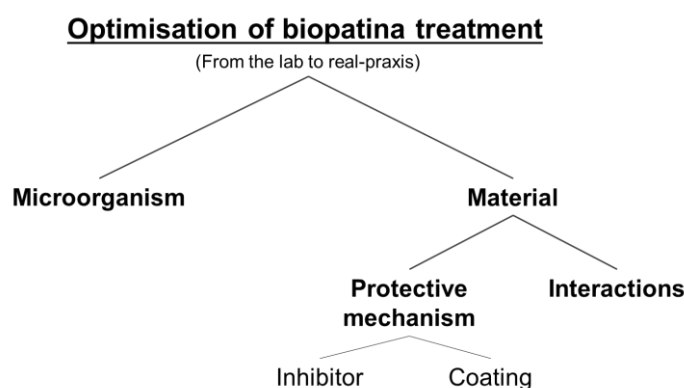 Optimisation of biopatina treatment
(From the lab to real-praxis)
Microorganism
Material
Protective
mechanism
Interactions
Inhibitor
Coating